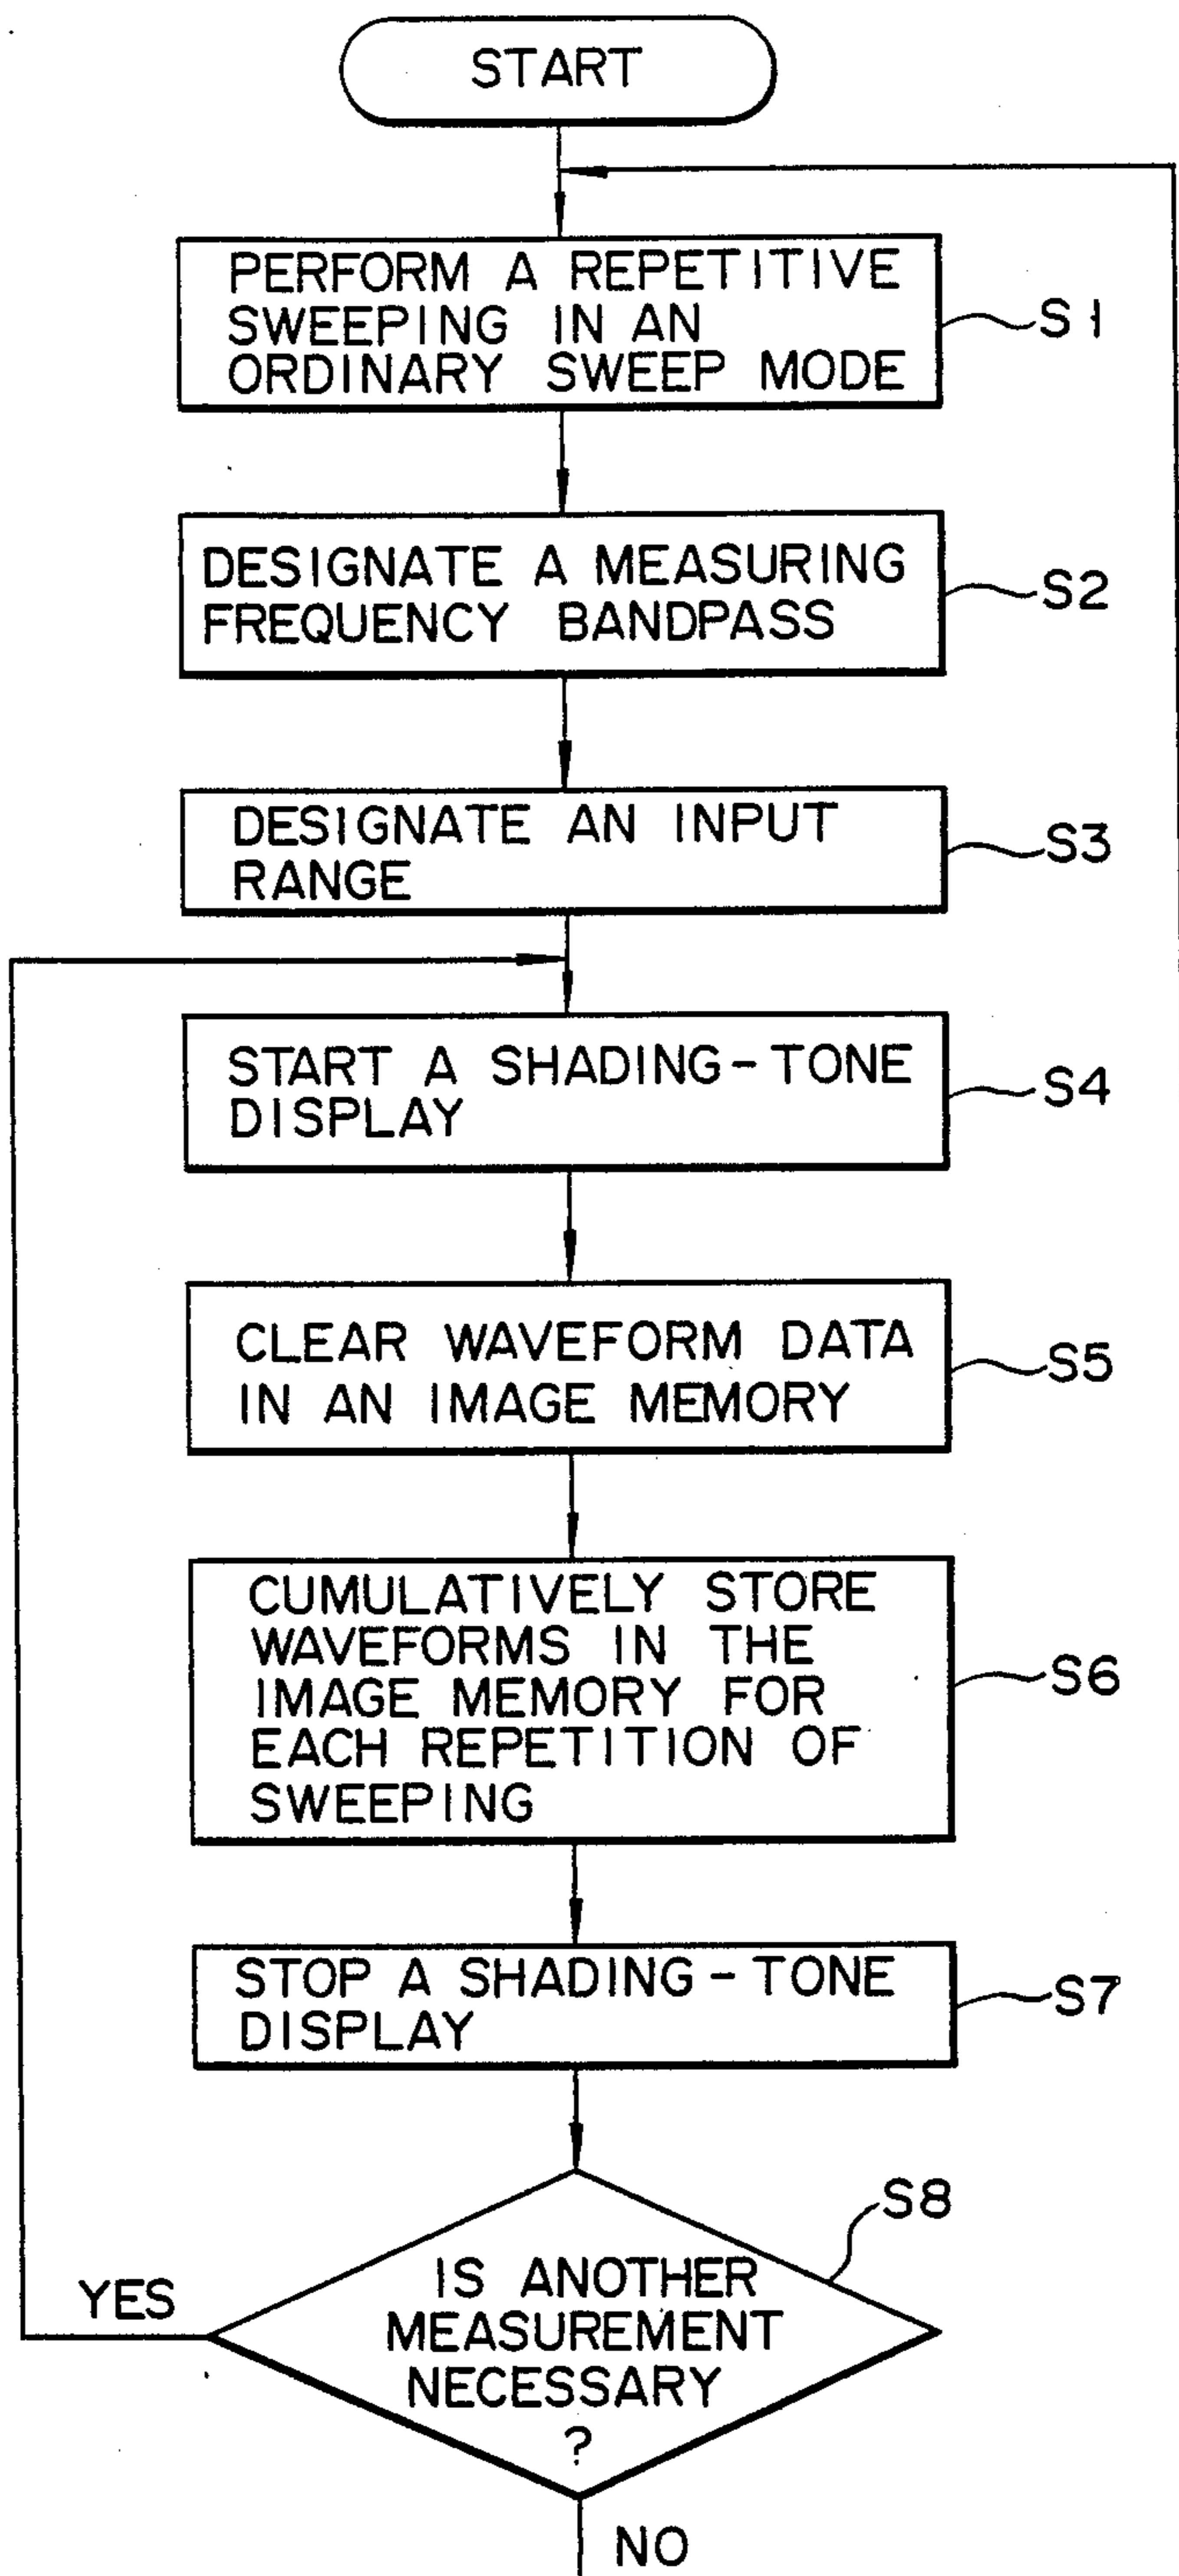 START
PERFORM A REPETITIVE
SWEEPING IN AN
ORDINARY SWEEP MODE
S1
DESIGNATE A MEASURING
FREQUENCY BANDPASS
S2
DESIGNATE AN INPUT
RANGE
S3
START A SHADING-TONE
DISPLAY
S4
CLEAR WAVEFORM DATA
IN AN IMAGE MEMORY
S5
CUMULATIVELY STORE
WAVEFORMS IN THE
IMAGE MEMORY FOR
EACH REPETITION OF
SWEEPING
S6
STOP A SHADING-TONE
DISPLAY
S7
S8
IS ANOTHER
MEASUREMENT
NECESSARY
?
YES
NO